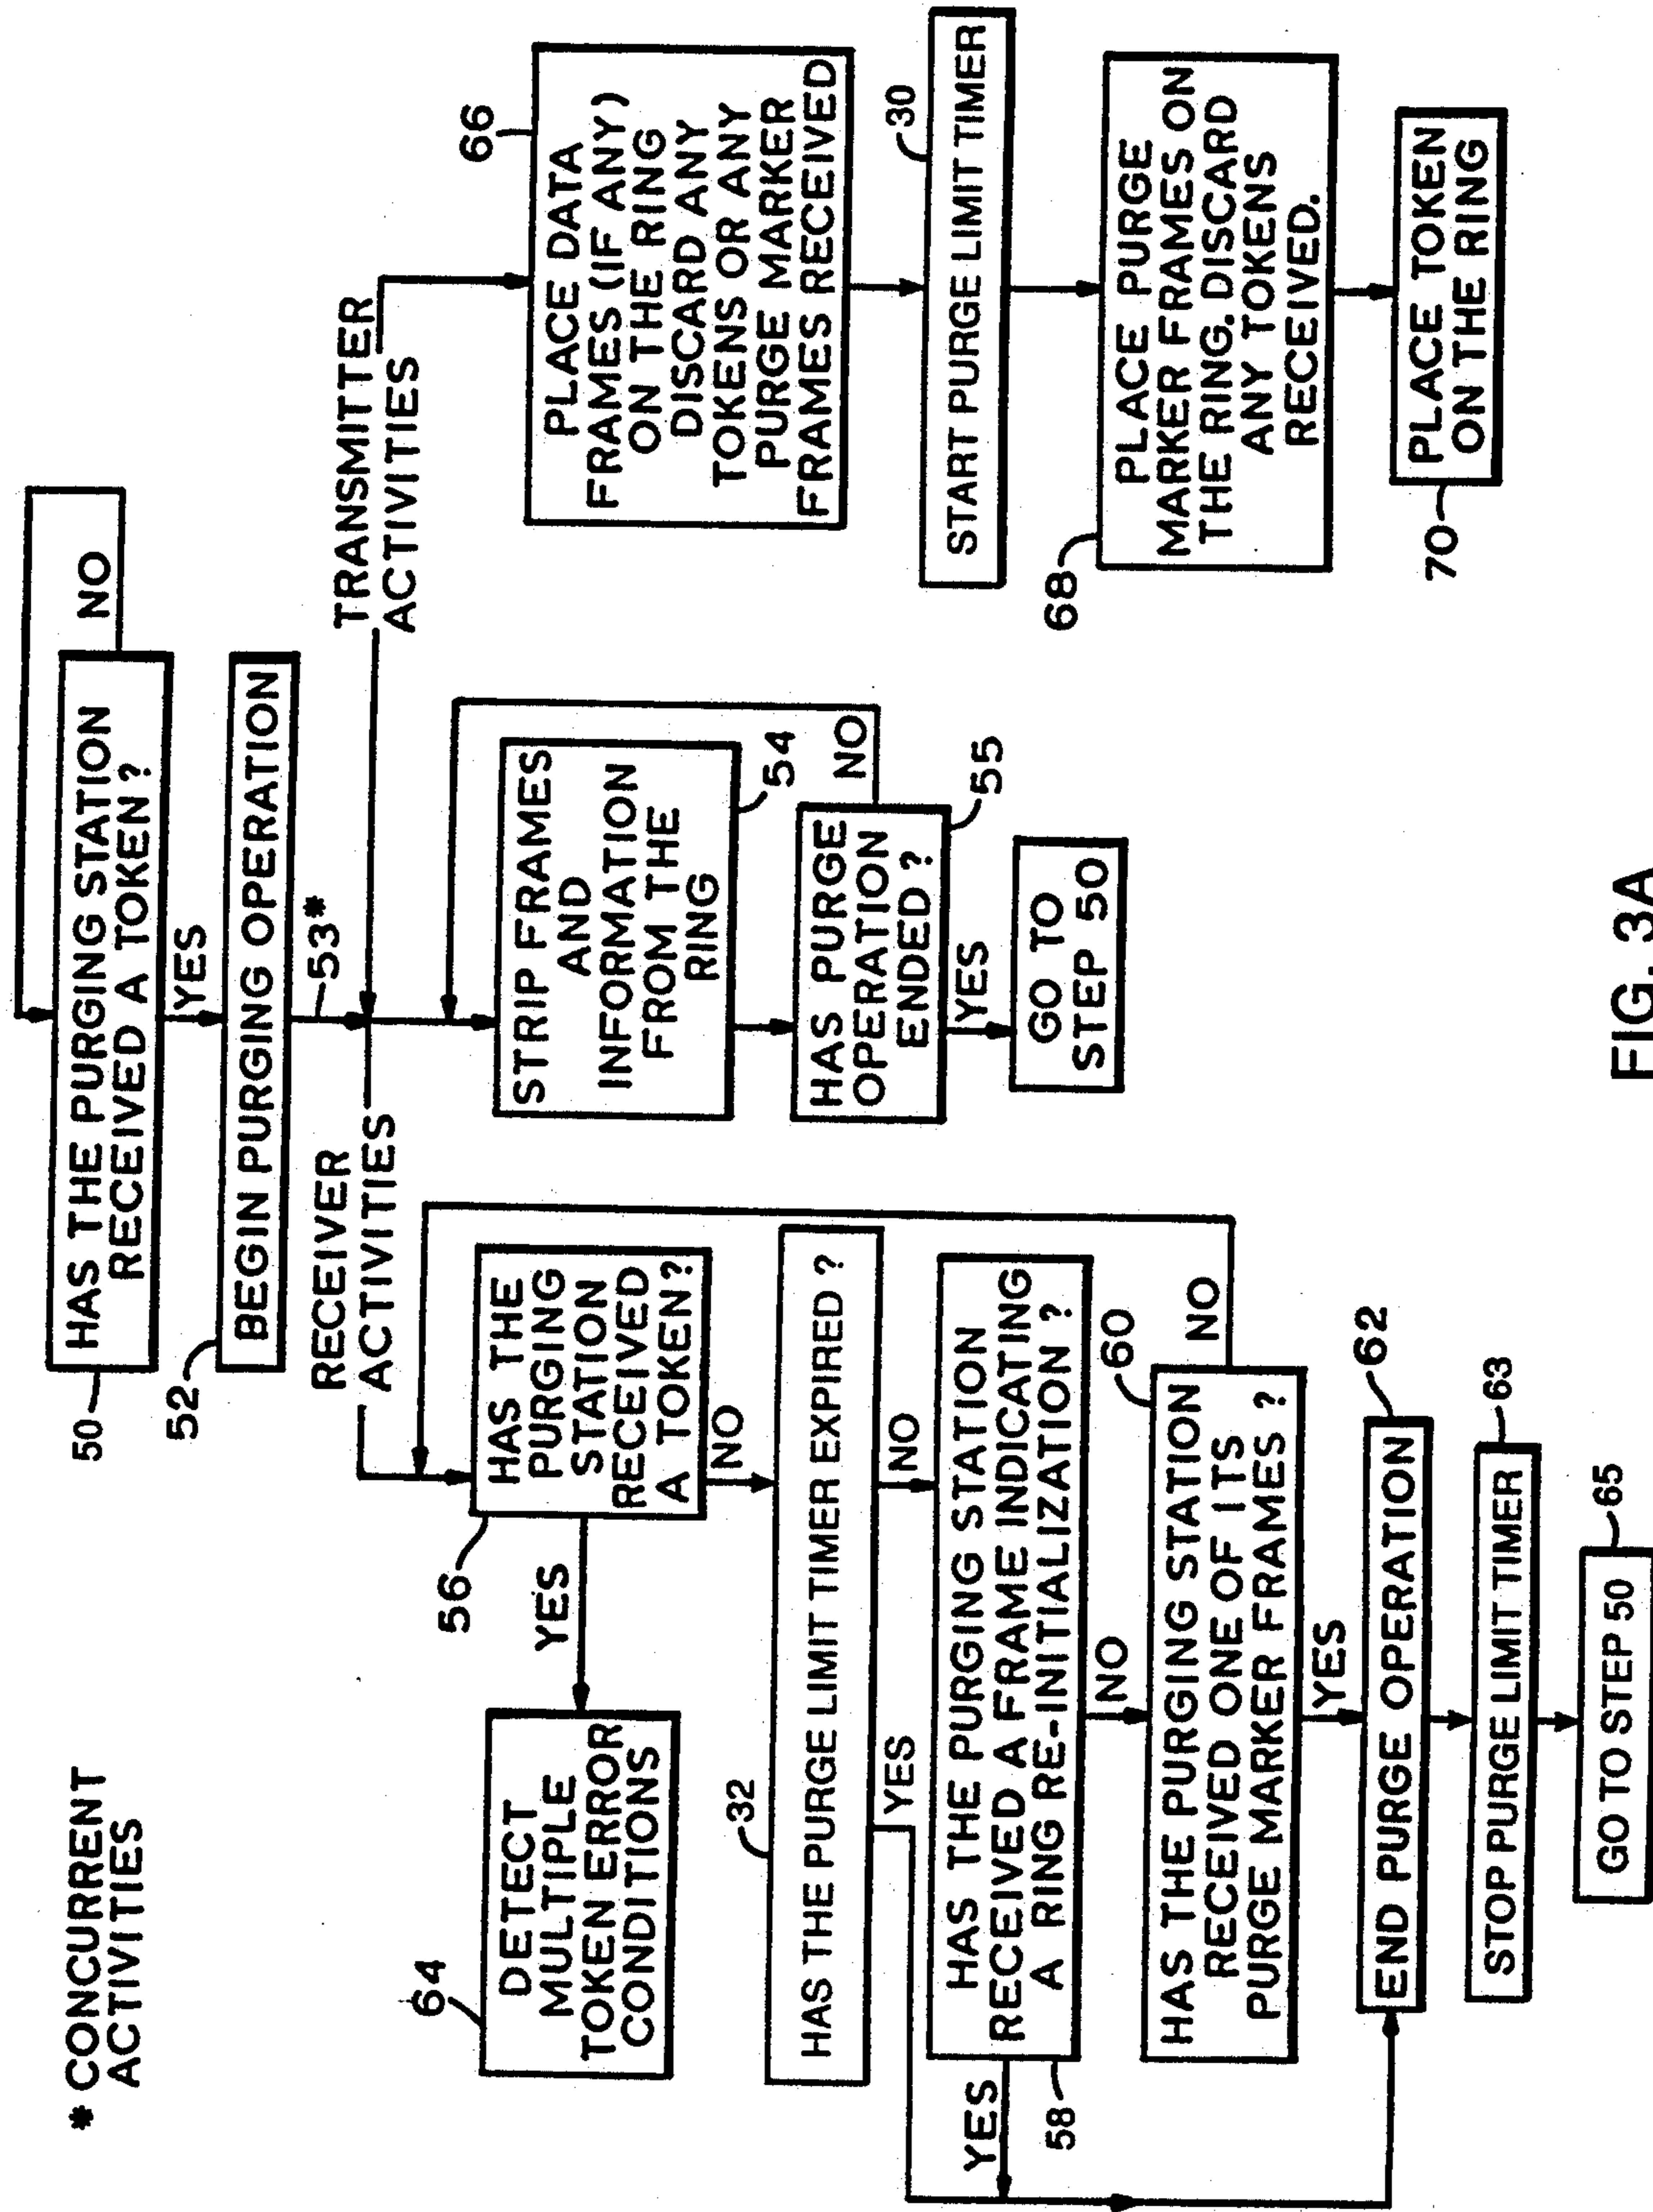 * CONCURRENT
ACTIVITIES
50
HAS THE PURGING STATION
RECEIVED A TOKEN?
NO
YES
52
BEGIN PURGING OPERATION
53*
RECEIVER
ACTIVITIES
TRANSMITTER
ACTIVITIES
56
HAS THE
PURGING
STATION
RECEIVED
A TOKEN?
YES
NO
64
DETECT
MULTIPLE
TOKEN ERROR
CONDITIONS
32
HAS THE PURGE LIMIT TIMER EXPIRED ?
YES
NO
HAS THE PURGING STATION
RECEIVED A FRAME INDICATING
A RING RE-INITIALIZATION ?
YES
58
NO
60
HAS THE PURGING STATION
RECEIVED ONE OF ITS
PURGE MARKER FRAMES ?
NO
YES
62
END PURGE OPERATION
63
STOP PURGE LIMIT TIMER
65
GO TO STEP 50
STRIP FRAMES
AND
INFORMATION
FROM THE
RING
54
NO
HAS PURGE
OPERATION
ENDED ?
55
YES
GO TO
STEP 50
66
PLACE DATA
FRAMES (IF ANY)
ON THE RING
DISCARD ANY
TOKENS OR ANY
PURGE MARKER
FRAMES RECEIVED
30
START PURGE LIMIT TIMER
68
PLACE PURGE
MARKER FRAMES ON
THE RING. DISCARD
ANY TOKENS
RECEIVED.
70
PLACE TOKEN
ON THE RING
FIG. 3A